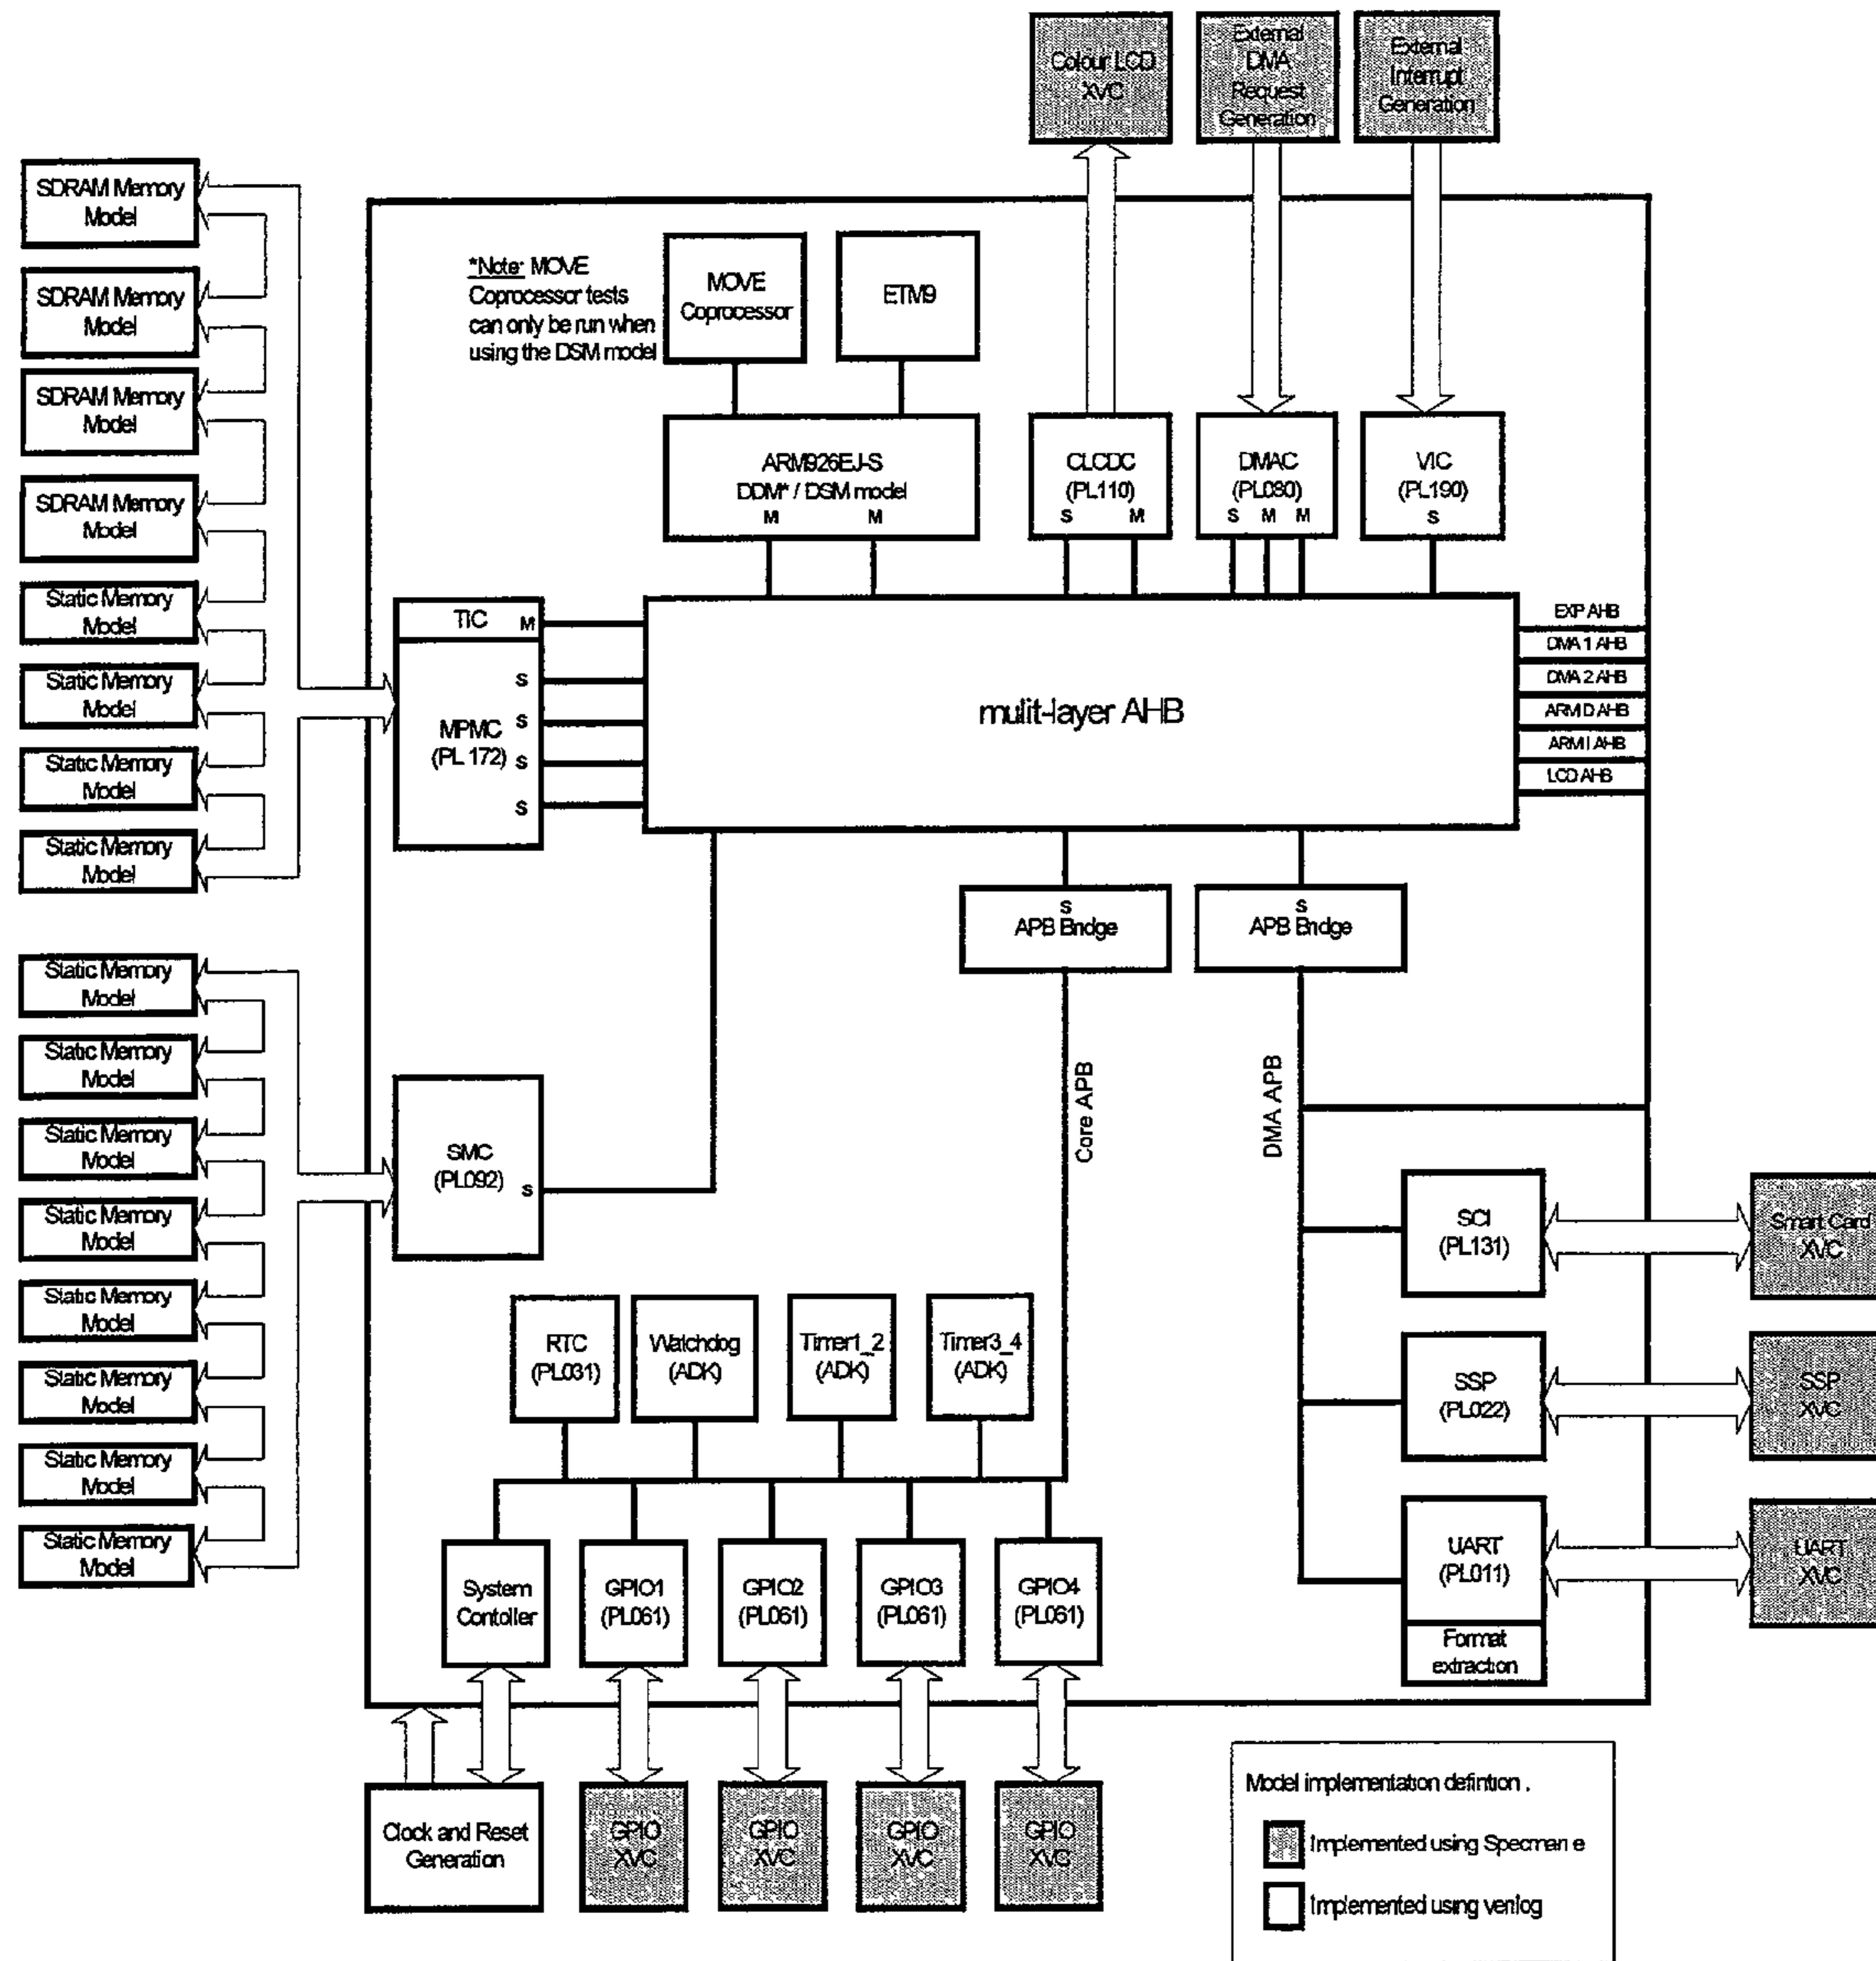 Colour LCD
XVC
External
DMA
Request
Generation
External
Interrupt
Generation
SDRAM Memory
Model
SDRAM Memory
Model
SDRAM Memory
Model
SDRAM Memory
Model
Static Memory
Model
Static Memory
Model
Static Memory
Model
Static Memory
Model
Static Memory
Model
Static Memory
Model
Static Memory
Model
Static Memory
Model
Static Memory
Model
Static Memory
Model
Static Memory
Model
Static Memory
Model
*Note: MOVE
Coprocessor tests
can only be run when
using the DSM model
MOVE
Coprocessor
ETM9
ARM926EJ-S
DDM* / DSM model
M M
CLCDC
(PL110)
S M
DMAC
(PL080)
S M M
VIC
(PL190)
S
TIC M
MPMC
(PL172)
S
S
S
S
mulit-layer AHB
EXP AHB
DMA 1 AHB
DMA 2 AHB
ARM D AHB
ARM I AHB
LCD AHB
S
APB Bridge
S
APB Bridge
Core APB
DMA APB
SMC
(PL092)
S
SCI
(PL131)
Smart Card
XVC
SSP
(PL022)
SSP
XVC
UART
(PL011)
Format
extraction
UART
XVC
RTC
(PL031)
Watchdog
(ADK)
Timer1_2
(ADK)
Timer3_4
(ADK)
System
Contoller
GPIO1
(PL061)
GPIO2
(PL061)
GPIO3
(PL061)
GPIO4
(PL061)
Clock and Reset
Generation
GPIO
XVC
GPIO
XVC
GPIO
XVC
GPIO
XVC
Model implementation defintion .
Implemented using Specman e
Implemented using verilog